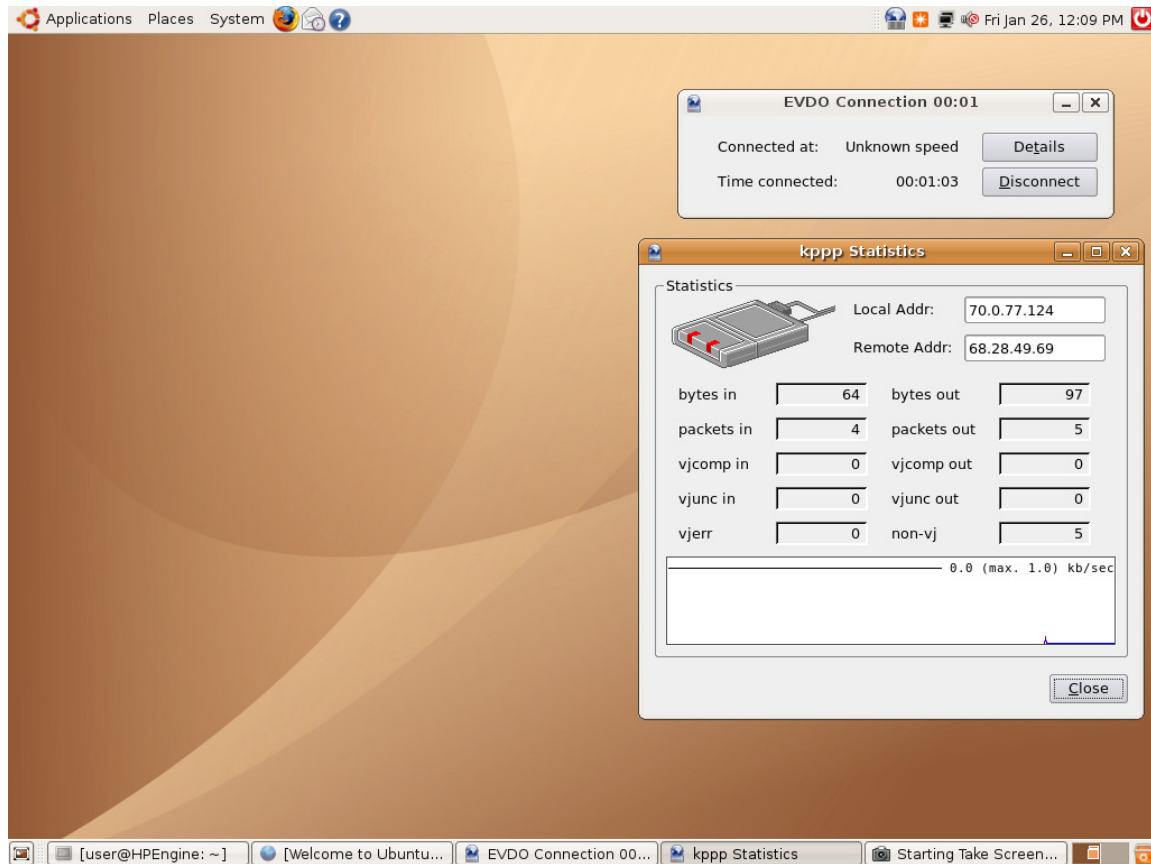 Applications Places System Fri Jan 26, 12:09 PM
EVDO Connection 00:01
Connected at: Unknown speed Details
Time connected: 00:01:03 Disconnect
kppp Statistics
Statistics
Local Addr: 70.0.77.124
Remote Addr: 68.28.49.69
bytes in 64 bytes out 97
packets in 4 packets out 5
vjcomp in 0 vjcomp out 0
vjunc in 0 vjunc out 0
vjerr 0 non-vj 5
0.0 (max. 1.0) kb/sec
Close
[user@HPEngine: ~] [Welcome to Ubuntu... EVDO Connection 00... kppp Statistics Starting Take Screen...